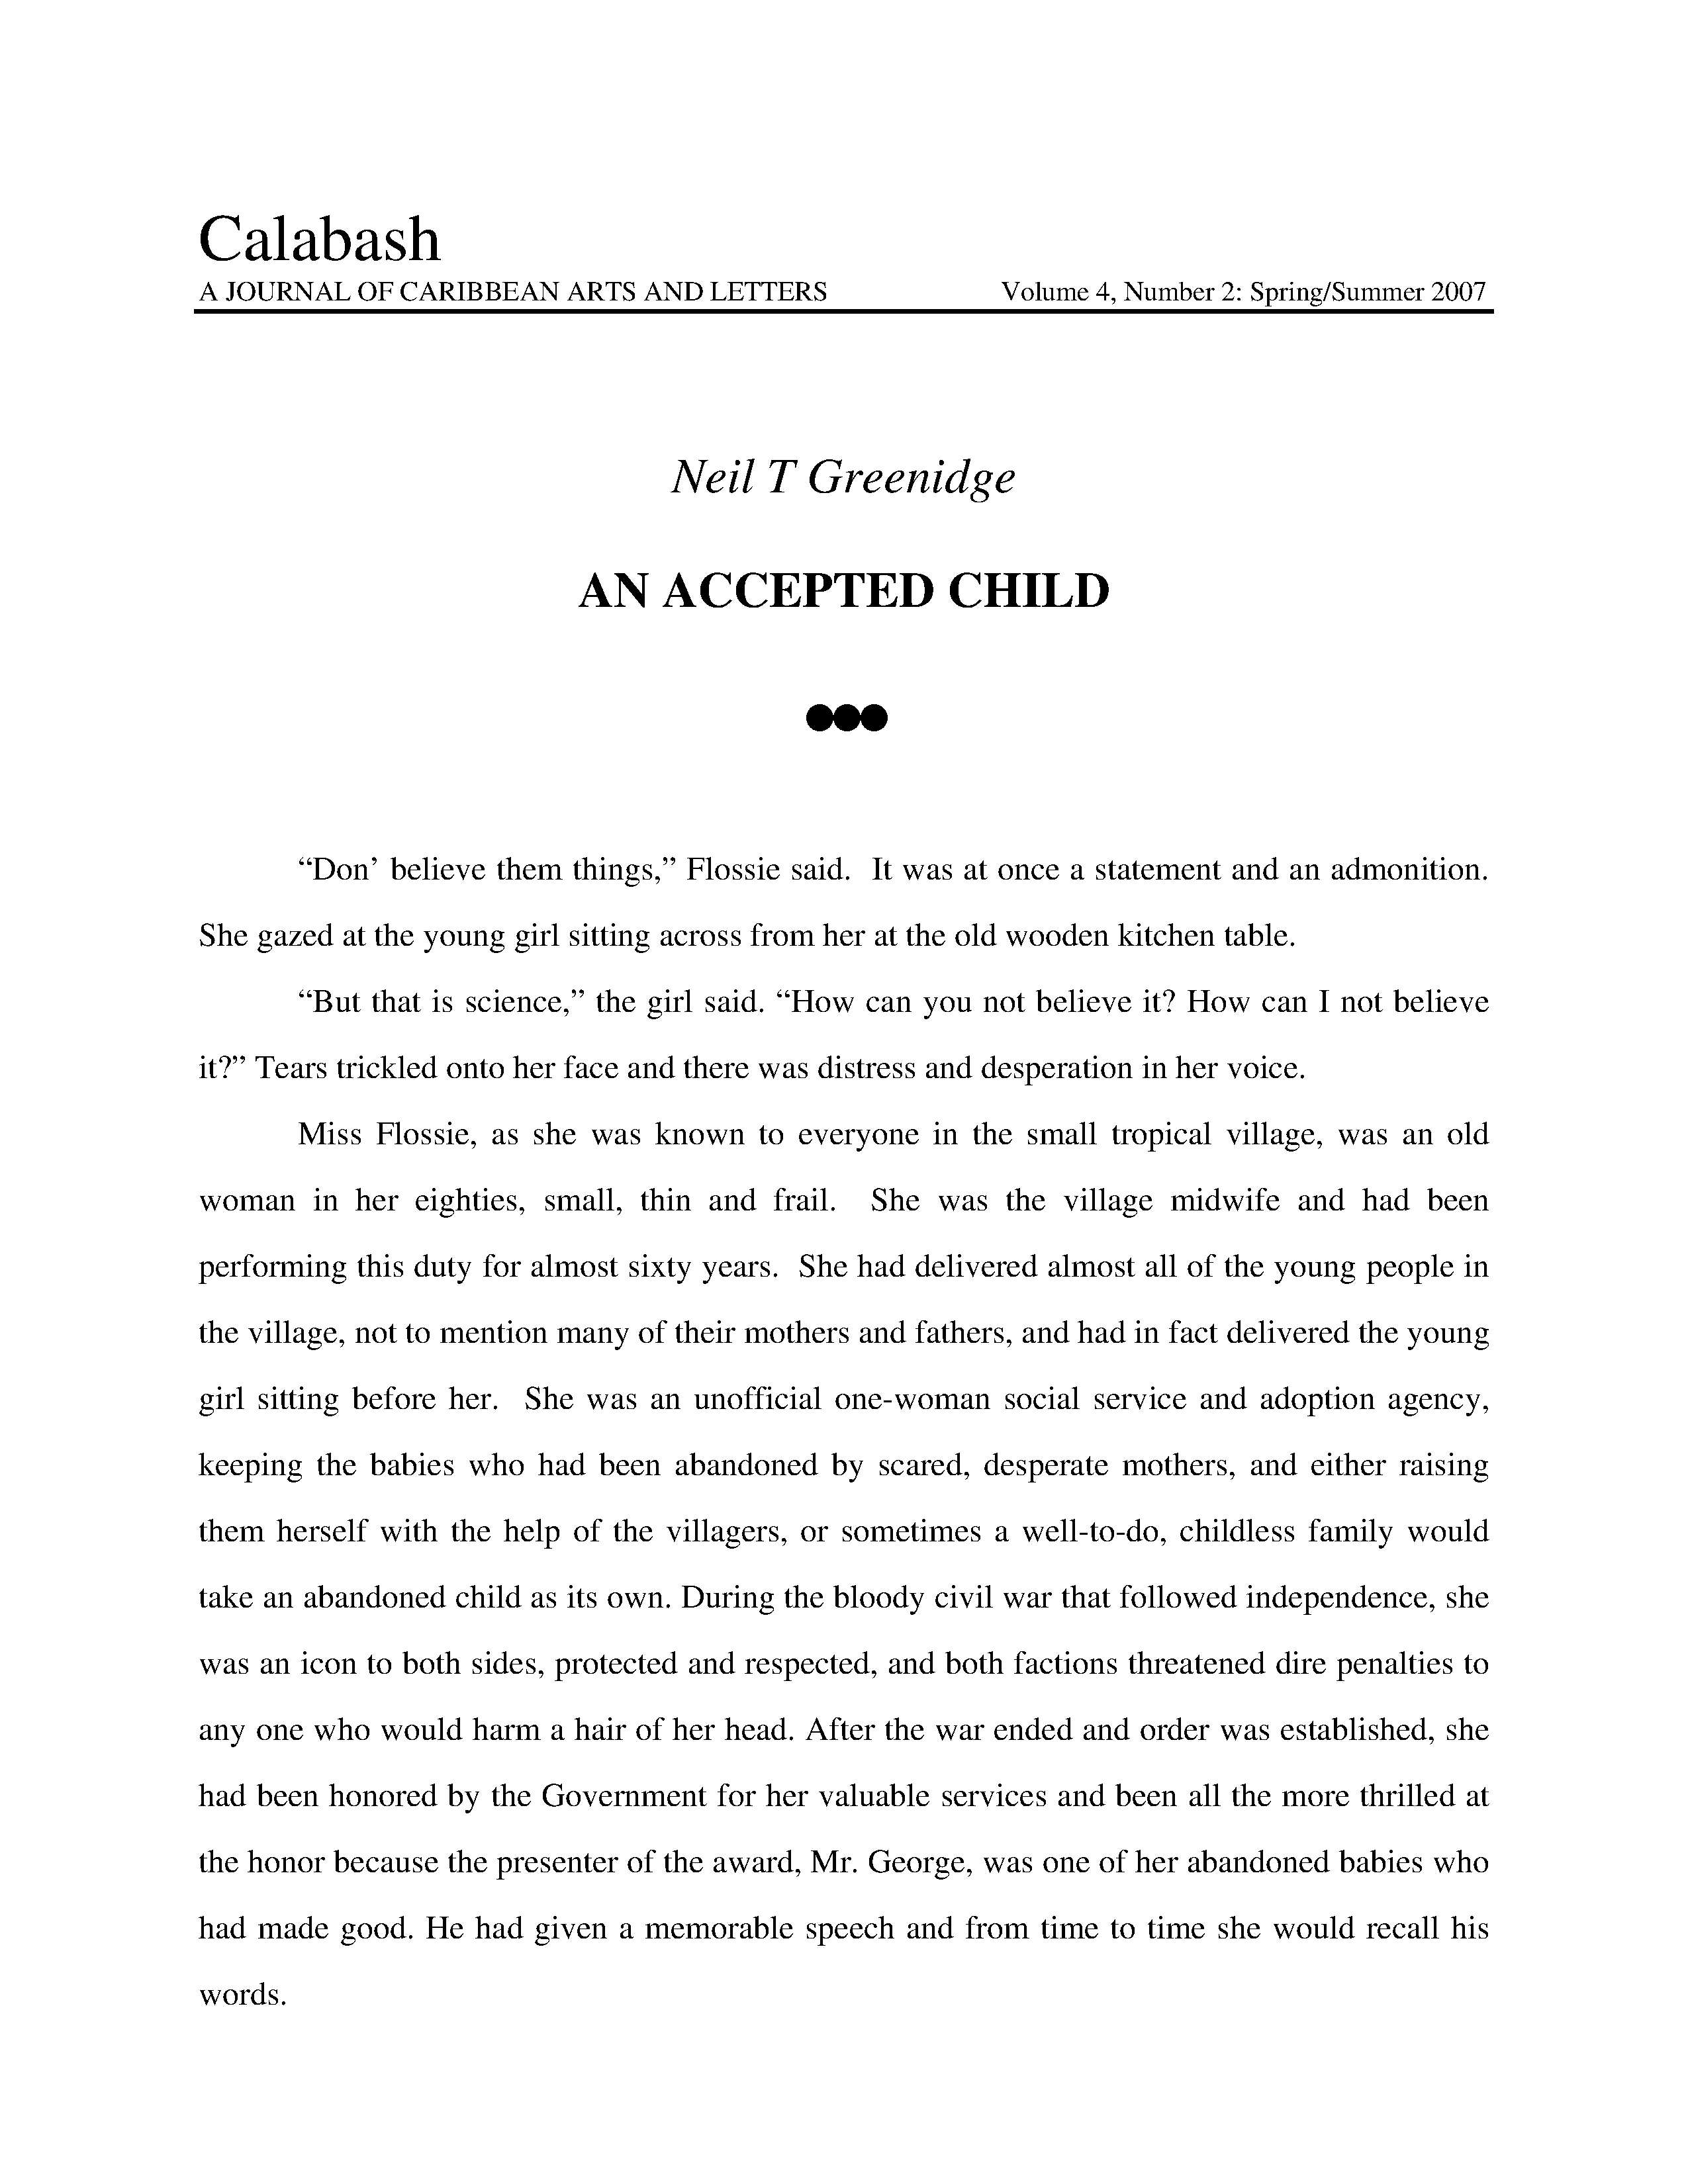 Calabash
A JOURNAL OF CARIBBEAN ARTS AND LETTERS Volume 4, Number 2: Spring/Summer 2007
Neil T Greenidge
AN ACCEPTED CHILD
●●●
“Don’ believe them things,” Flossie said.  It was at once a statement and an admonition.
She gazed at the young girl sitting across from her at the old wooden kitchen table.
“But that is science,” the girl said. “How can you not believe it? How can I not believe
it?” Tears trickled onto her face and there was distress and desperation in her voice.
Miss Flossie, as she was known to everyone in the small tropical village, was an old
woman in her eighties, small, thin and frail.  She was the village midwife and had been
performing this duty for almost sixty years.  She had delivered almost all of the young people in
the village, not to mention many of their mothers and fathers, and had in fact delivered the young
girl sitting before her.  She was an unofficial one-woman social service and adoption agency,
keeping the babies who had been abandoned by scared, desperate mothers, and either raising
them herself with the help of the villagers, or sometimes a well-to-do, childless family would
take an abandoned child as its own. During the bloody civil war that followed independence, she
was an icon to both sides, protected and respected, and both factions threatened dire penalties to
any one who would harm a hair of her head. After the war ended and order was established, she
had been honored by the Government for her valuable services and been all the more thrilled at
the honor because the presenter of the award, Mr. George, was one of her abandoned babies who
had made good. He had given a memorable speech and from time to time she would recall his
words.